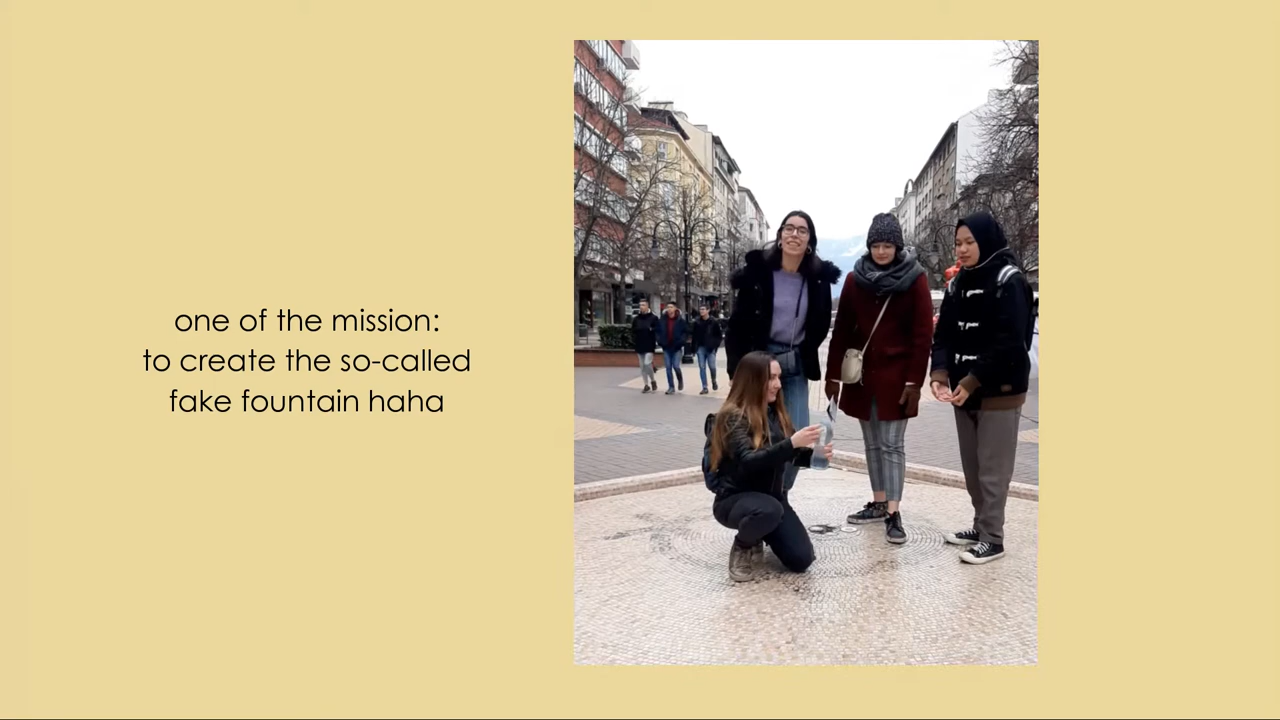 one of the mission:
to create the so-called
fake fountain haha